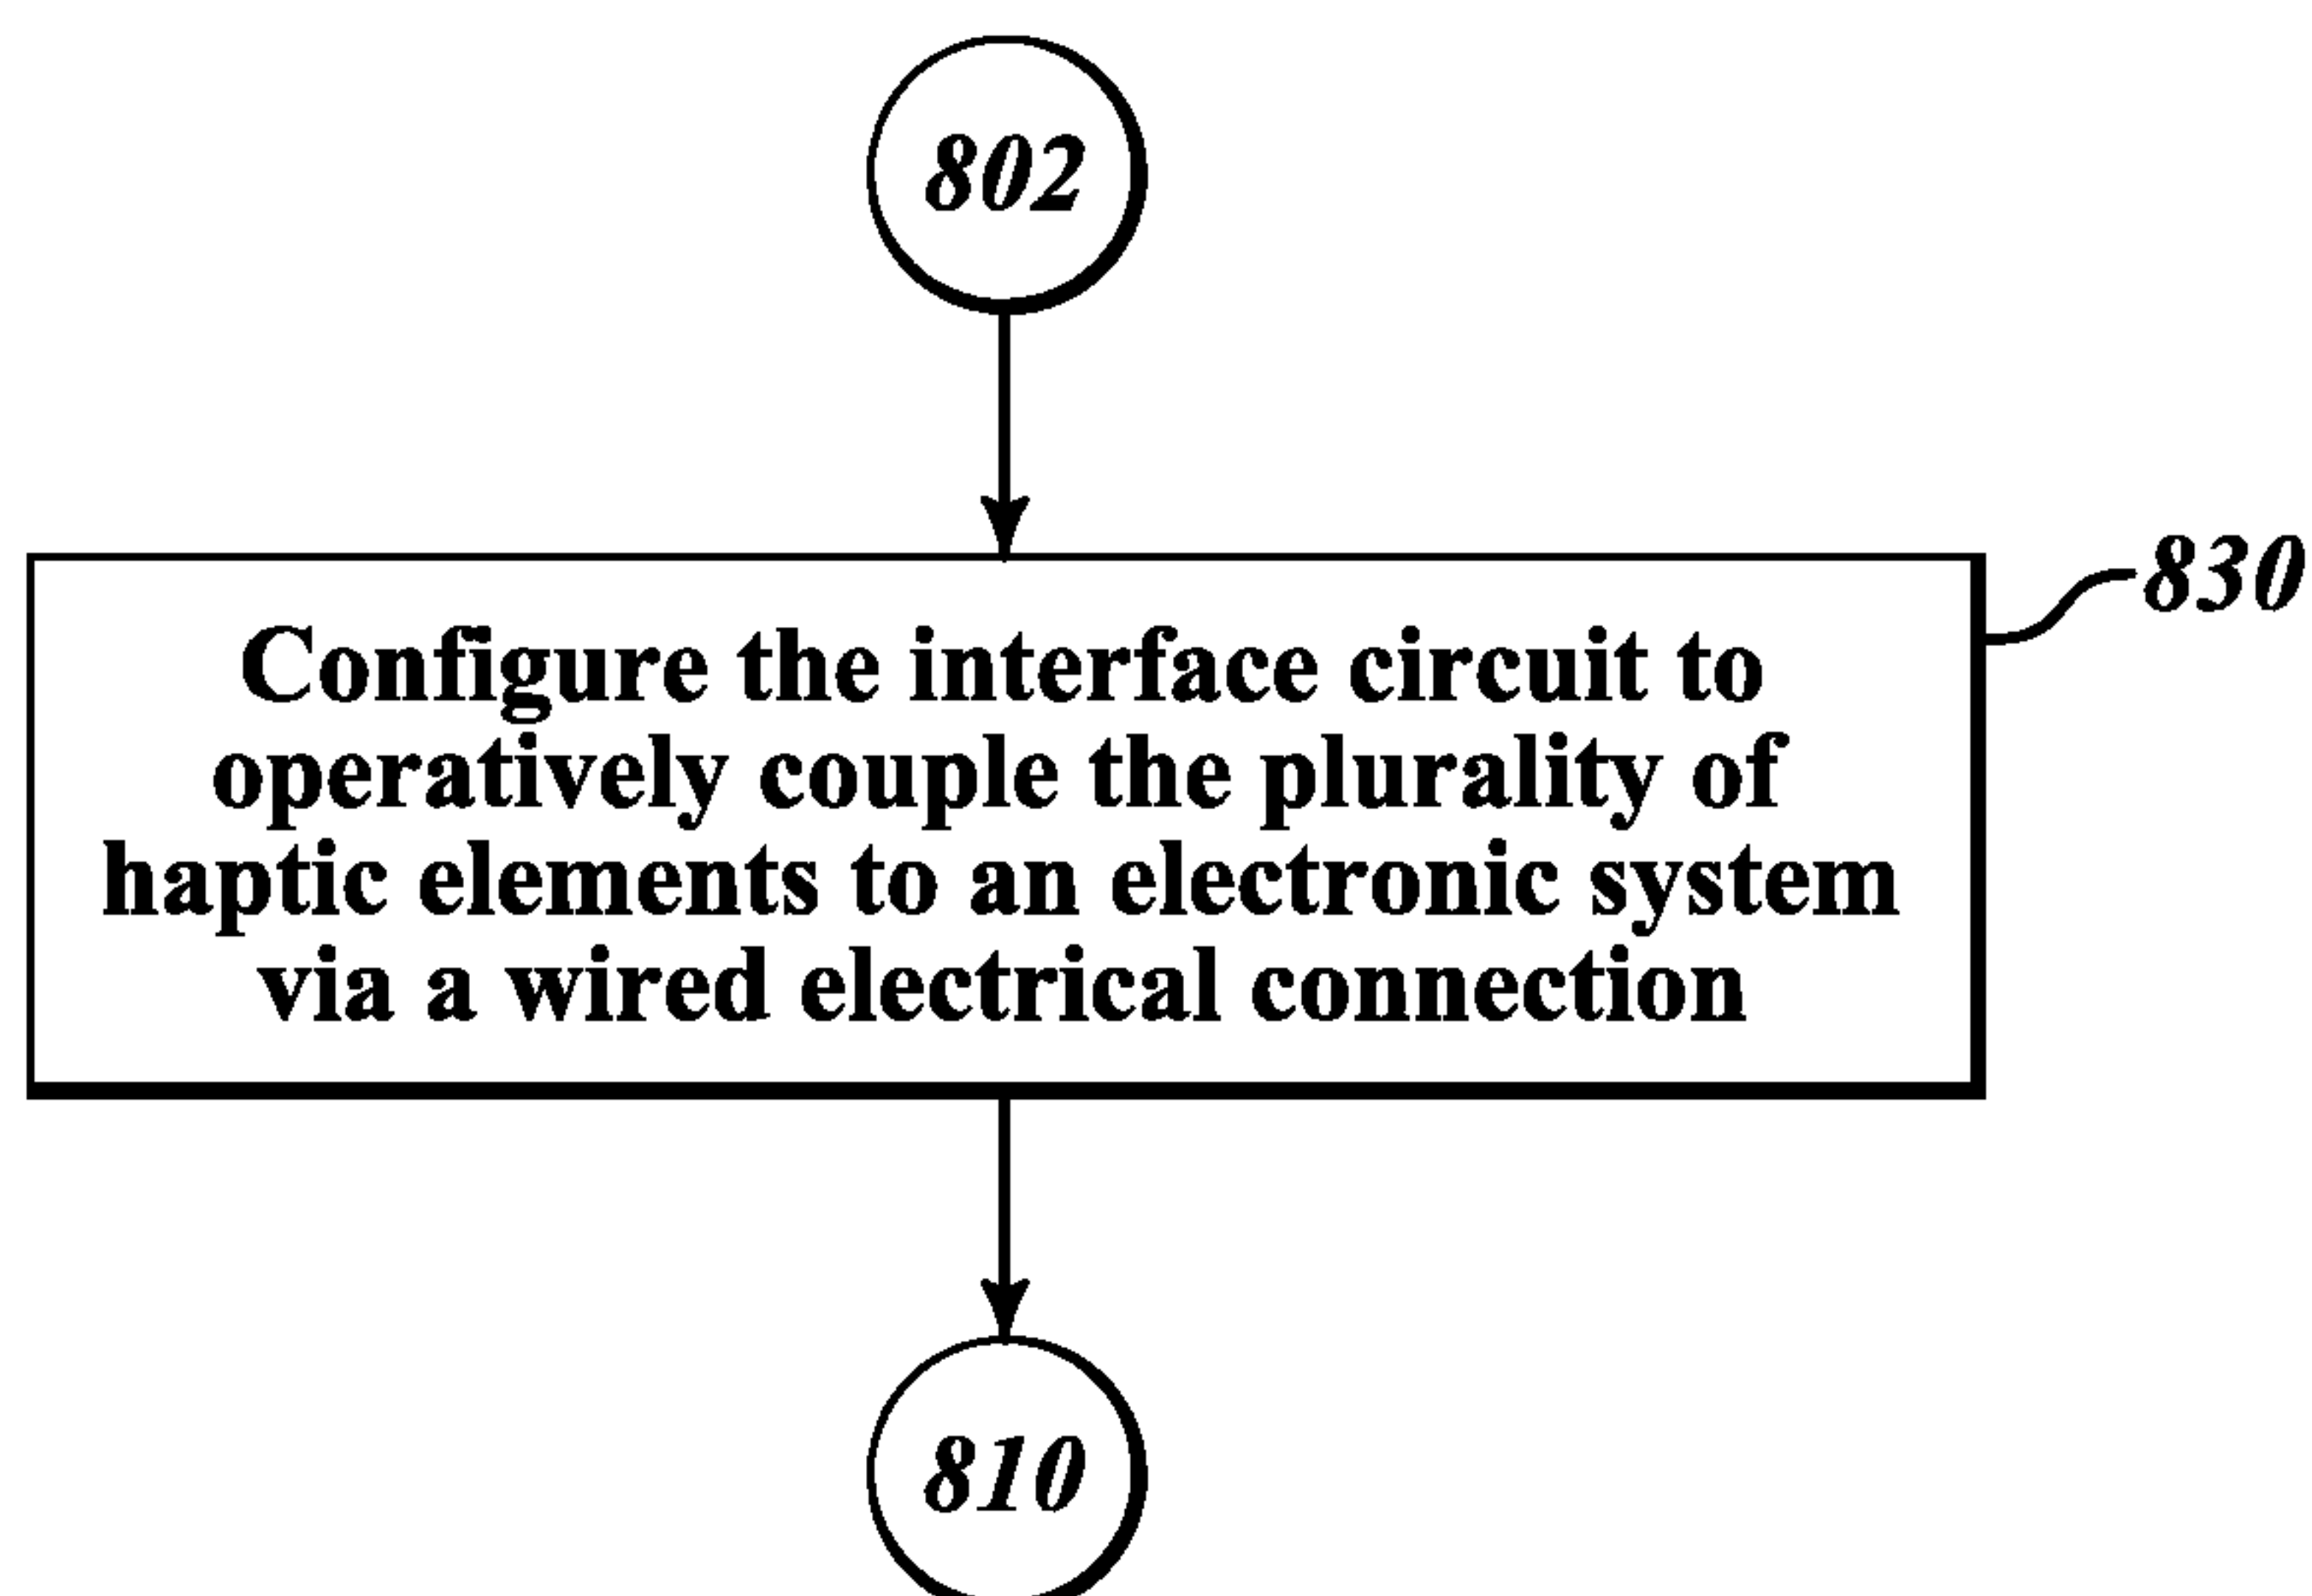 802
830
Configure the interface circuit to
operatively couple the plurality of
haptic elements to an electronic system
via a wired electrical connection
810